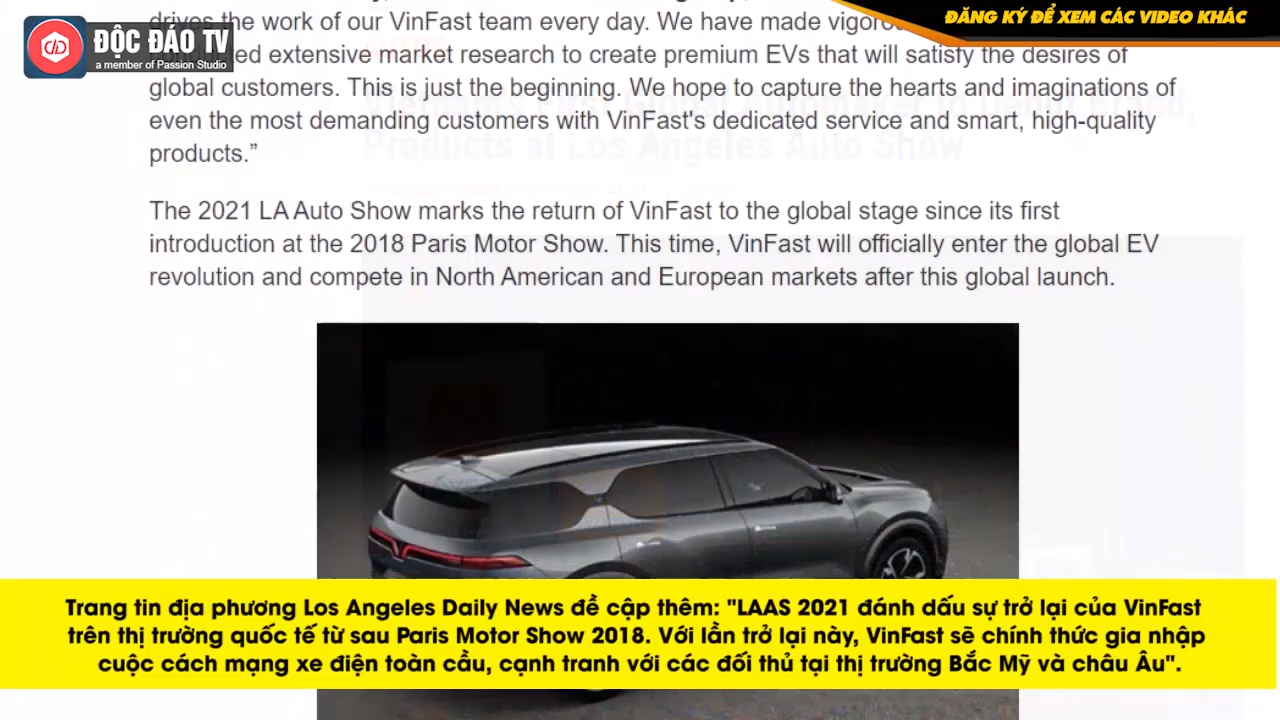 ĐỘC ĐÁO TV
a member of Passion Studio
ĐĂNG KÝ ĐỂ XEM CÁC VIDEO KHÁC
drives the work of our VinFast team every day. We have made
extensive market research to create premium EVs that will satisfy the desires of
global customers. This is just the beginning. We hope to capture the hearts and imaginations of
even the most demanding customers with VinFast's dedicated service and smart, high-quality
products.”
Products at Los Angeles Auto Show
The 2021 LA Auto Show marks the return of VinFast to the global stage since its first
introduction at the 2018 Paris Motor Show. This time, VinFast will officially enter the global EV
revolution and compete in North American and European markets after this global launch.
Trang tin địa phương Los Angeles Daily News đề cập thêm: "LAAS 2021 đánh dấu sự trở lại của VinFast
trên thị trường quốc tế từ sau Paris Motor Show 2018. Với lần trở lại này, VinFast sẽ chính thức gia nhập
cuộc cách mạng xe điện toàn cầu, cạnh tranh với các đối thủ tại thị trường Bắc Mỹ và châu Âu".